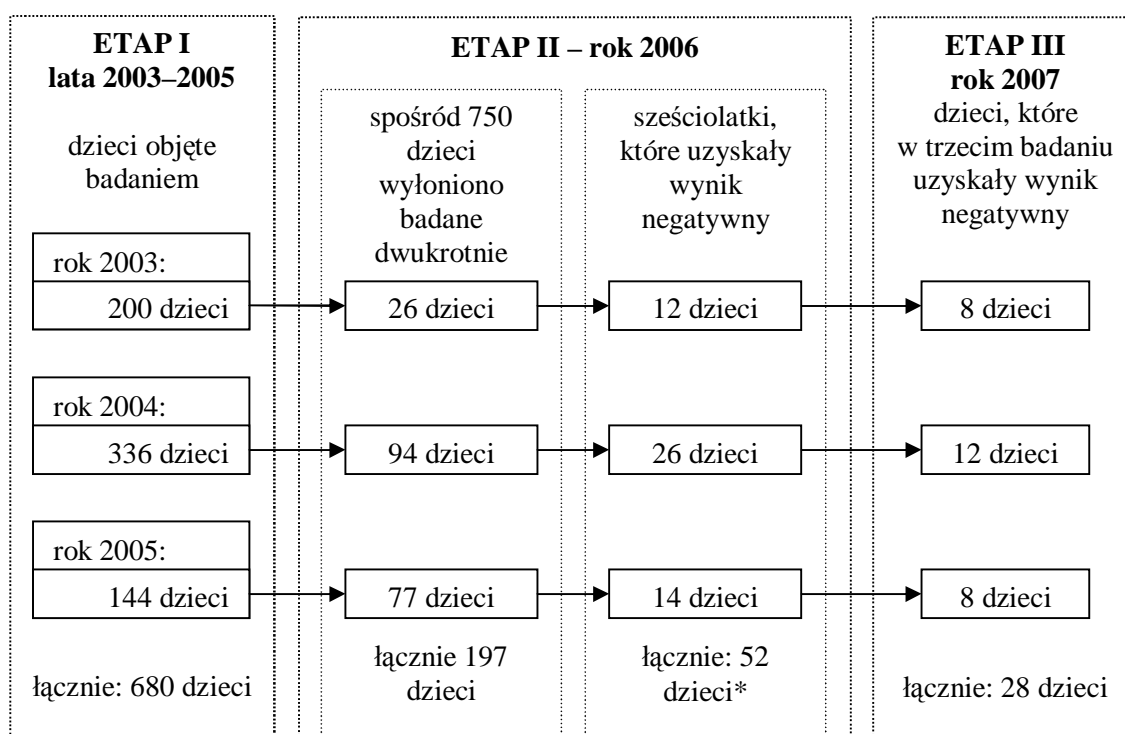 ETAP I
lata 2003–2005
dzieci objęte
badaniem
rok 2003:
200 dzieci
rok 2004:
336 dzieci
rok 2005:
144 dzieci
łącznie: 680 dzieci
ETAP II – rok 2006
spośród 750
dzieci
wyłoniono
badane
dwukrotnie
26 dzieci
94 dzieci
77 dzieci
łącznie 197
dzieci
sześciolatki,
które uzyskały
wynik
negatywny
12 dzieci
26 dzieci
14 dzieci
łącznie: 52
dzieci*
ETAP III
rok 2007
dzieci, które
w trzecim badaniu
uzyskały wynik
negatywny
8 dzieci
12 dzieci
8 dzieci
łącznie: 28 dzieci